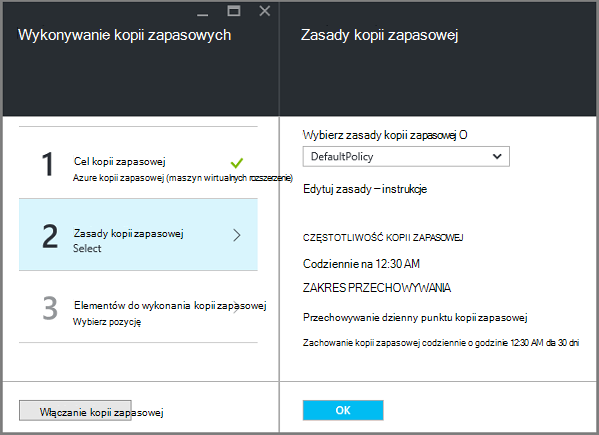 Wykonywanie kopii zapasowych
1
Cel kopii zapasowej
Azure kopii zapasowej (maszyn wirtualnych rozszerzenie)
2
Zasady kopii zapasowej
Select
3
Elementów do wykonania kopii zapasowej
Wybierz pozycję
Włączanie kopii zapasowej
Zasady kopii zapasowej
Wybierz zasady kopii zapasowej O
DefaultPolicy
Edytuj zasady – instrukcje
CZĘSTOTLIWOŚĆ KOPII ZAPASOWEJ
Codziennie na 12:30 AM
ZAKRES PRZECHOWYWANIA
Przechowywanie dzienny punktu kopii zapasowej
Zachowanie kopii zapasowej codziennie o godzinie 12:30 AM dla 30 dni
OK